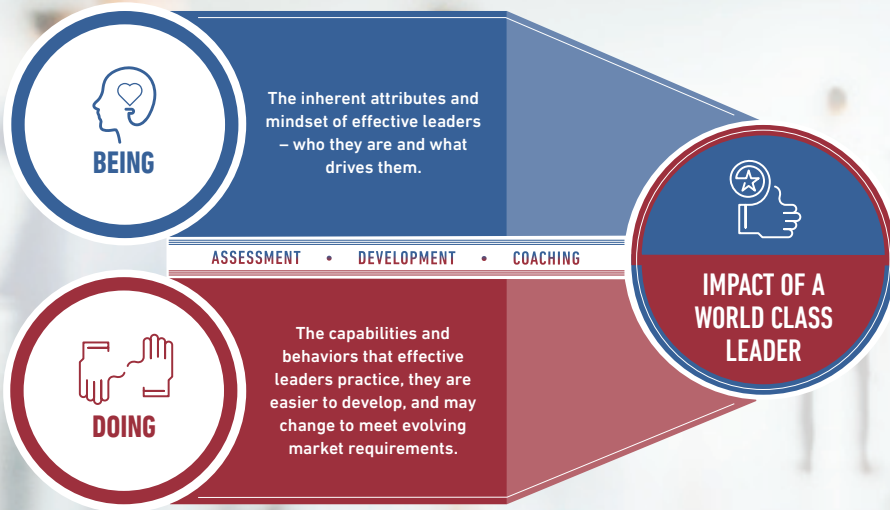 BEING
The inherent attributes and
mindset of effective leaders
– who they are and what
drives them.
ASSESSMENT • DEVELOPMENT • COACHING
DOING
The capabilities and
behaviors that effective
leaders practice, they are
easier to develop, and may
change to meet evolving
market requirements.
IMPACT OF A
WORLD CLASS
LEADER